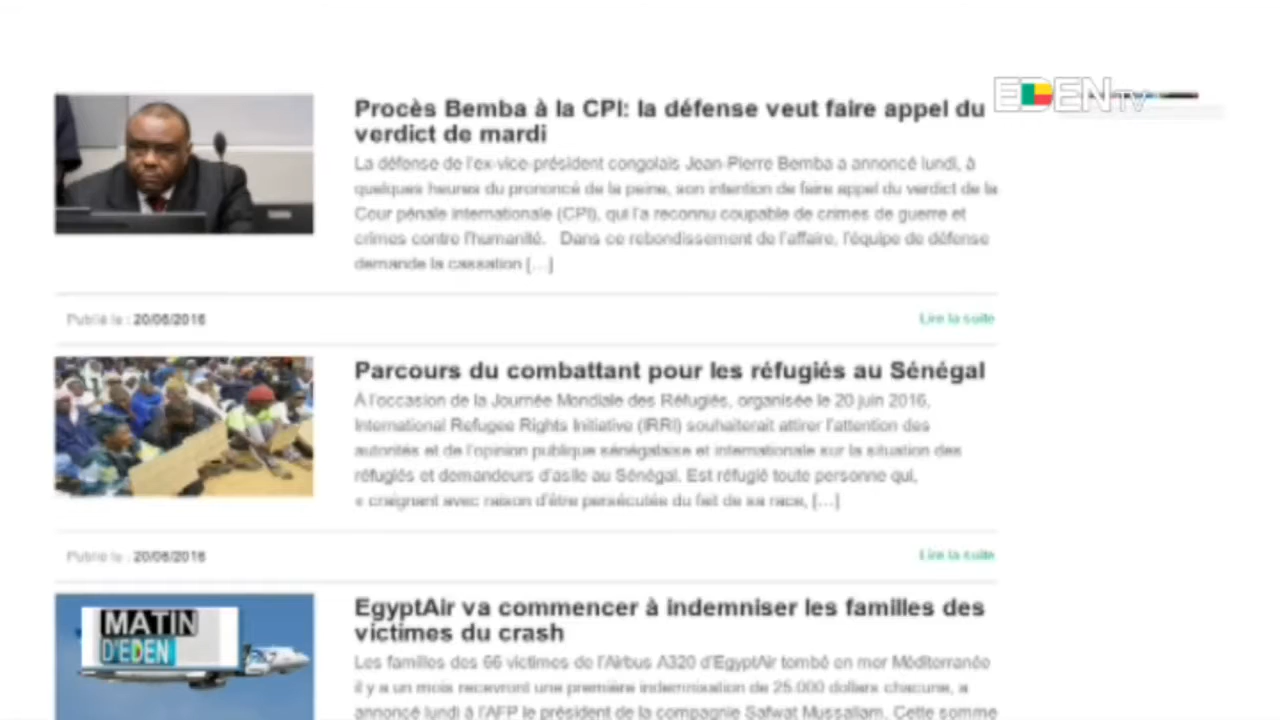 EDENTV
Procès Bemba à la CPI: la défense veut faire appel du
verdict de mardi
La défense de l'ex-vice-président congolais Jean-Pierre Bemba a annoncé lundi, à
quelques heures du prononcé de la peine, son intention de faire appel du verdict de la
Cour pénale internationale (CPI), qui l'a reconnu coupable de crimes de guerre et
crimes contre l'humanité. Dans ce rebondissement de l'affaire, l'équipe de défense
demande la cassation [...]
Publié le : 20/06/2016
Lire la suite
Parcours du combattant pour les réfugiés au Sénégal
À l'occasion de la Journée Mondiale des Réfugiés, organisée le 20 juin 2016,
International Refugee Rights Initiative (IRRI) souhaiterait attirer l'attention des
autorités et de l'opinion publique sénégalaise et internationale sur la situation des
réfugiés et demandeurs d'asile au Sénégal. Est réfugié toute personne qui,
« craignant avec raison d'être persécutée du fait de sa race, [...]
Publié le : 20/06/2016
Lire la suite
EgyptAir va commencer à indemniser les familles des
victimes du crash
MATIN
D'EDEN
Les familles des 66 victimes de l'Airbus A320 d'EgyptAir tombé en mer Méditerranée
il y a un mois recevront une première indemnisation de 25.000 dollars chacune, a
annoncé lundi à l'AFP le président de la compagnie Safwat Mussallam. Cette somme